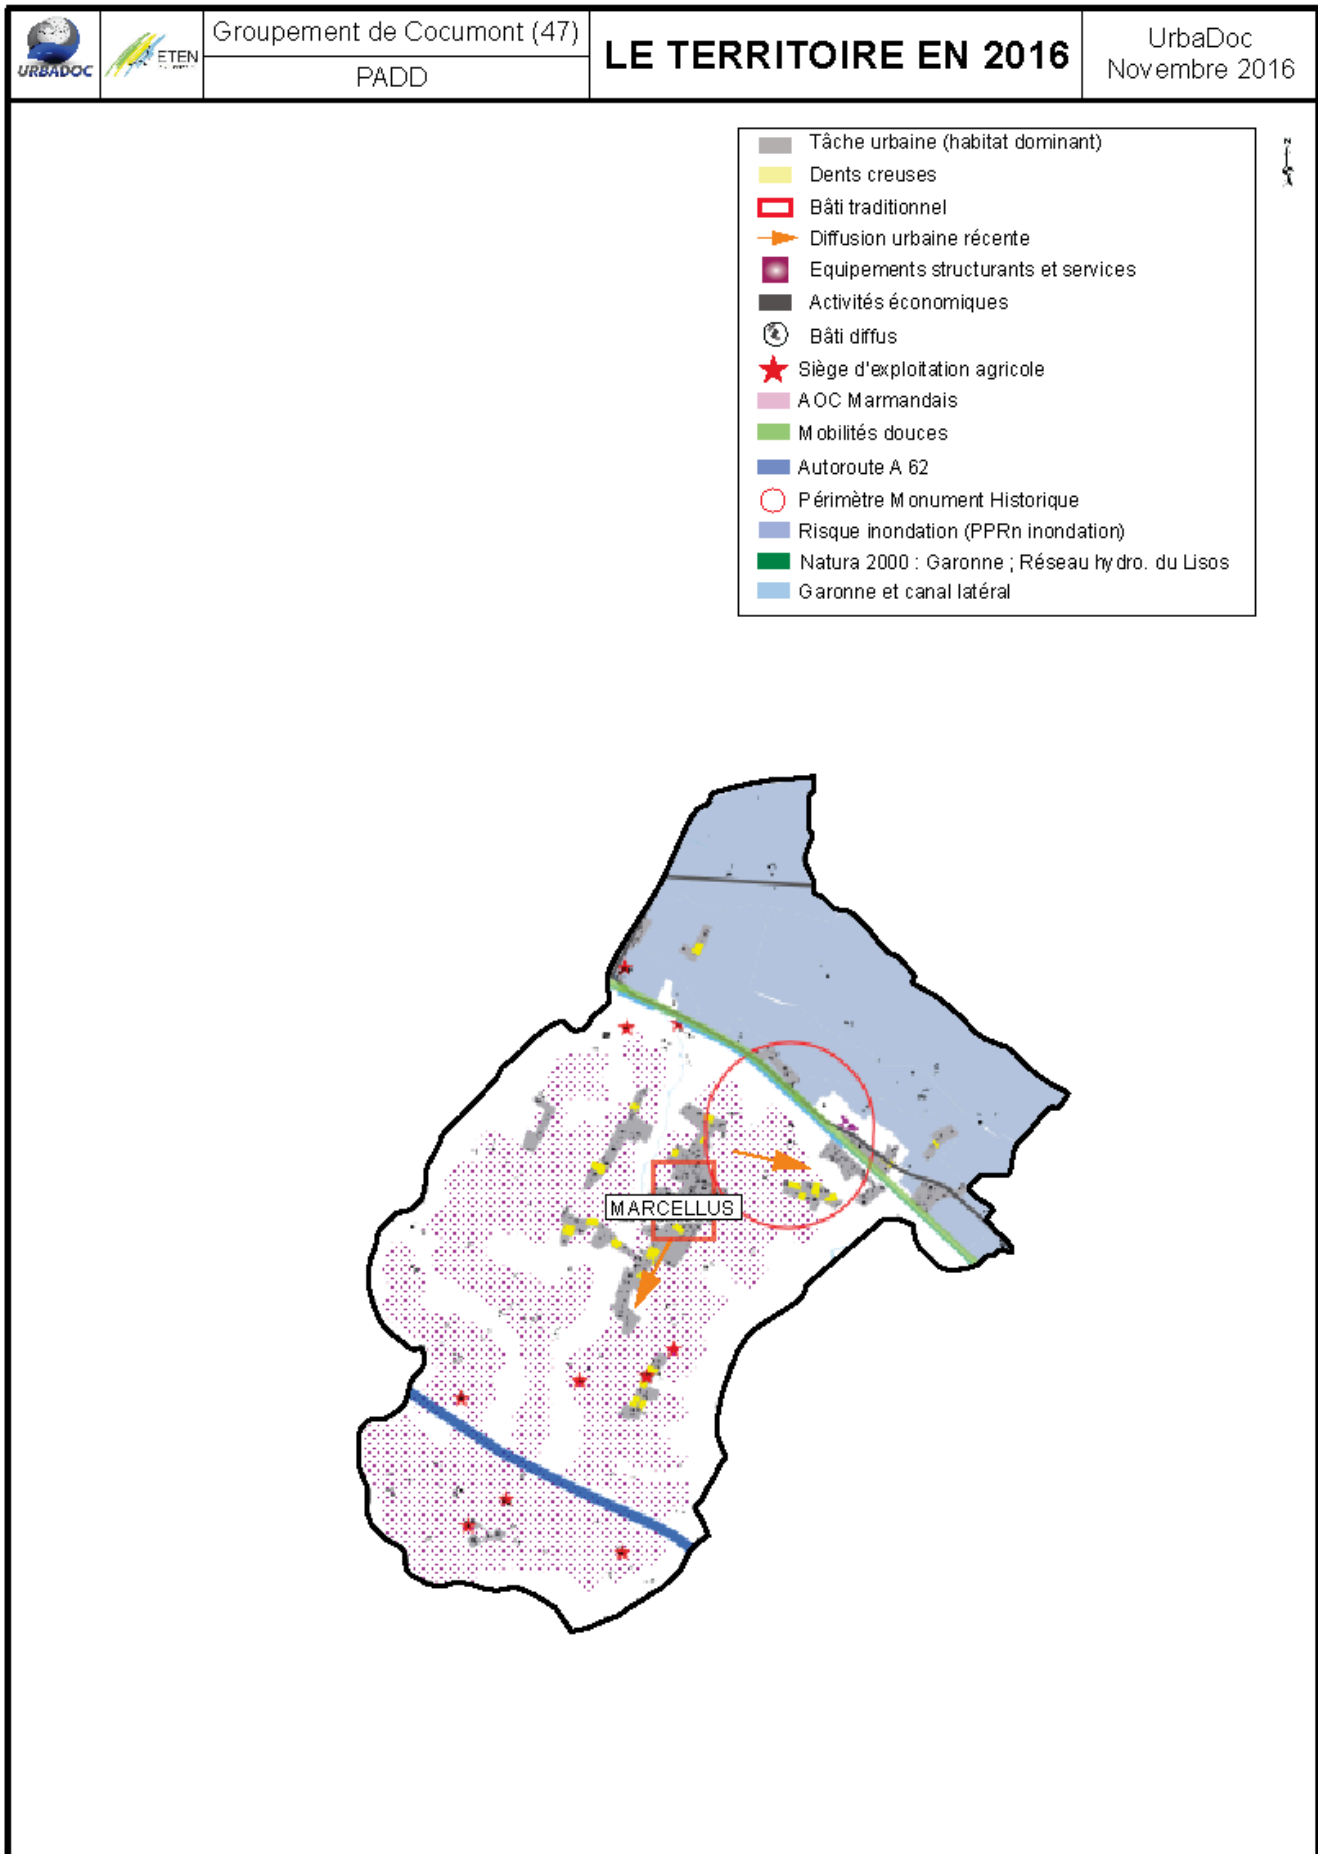 URBADOC
ETEN
Groupement de Cocumont (47)
PADD
LE TERRITOIRE EN 2016
UrbaDoc
Novembre 2016
Tâche urbaine (habitat dominant)
Dents creuses
Bâti traditionnel
Diffusion urbaine récente
Equipements structurants et services
Activités économiques
Bâti diffus
Siège d'exploitation agricole
AOC Marmandais
Mobilités douces
Autoroute A 62
Périmètre Monument Historique
Risque inondation (PPRn inondation)
Natura 2000 : Garonne ; Réseau hydro. du Lisos
Garonne et canal latéral
MARCELLUS